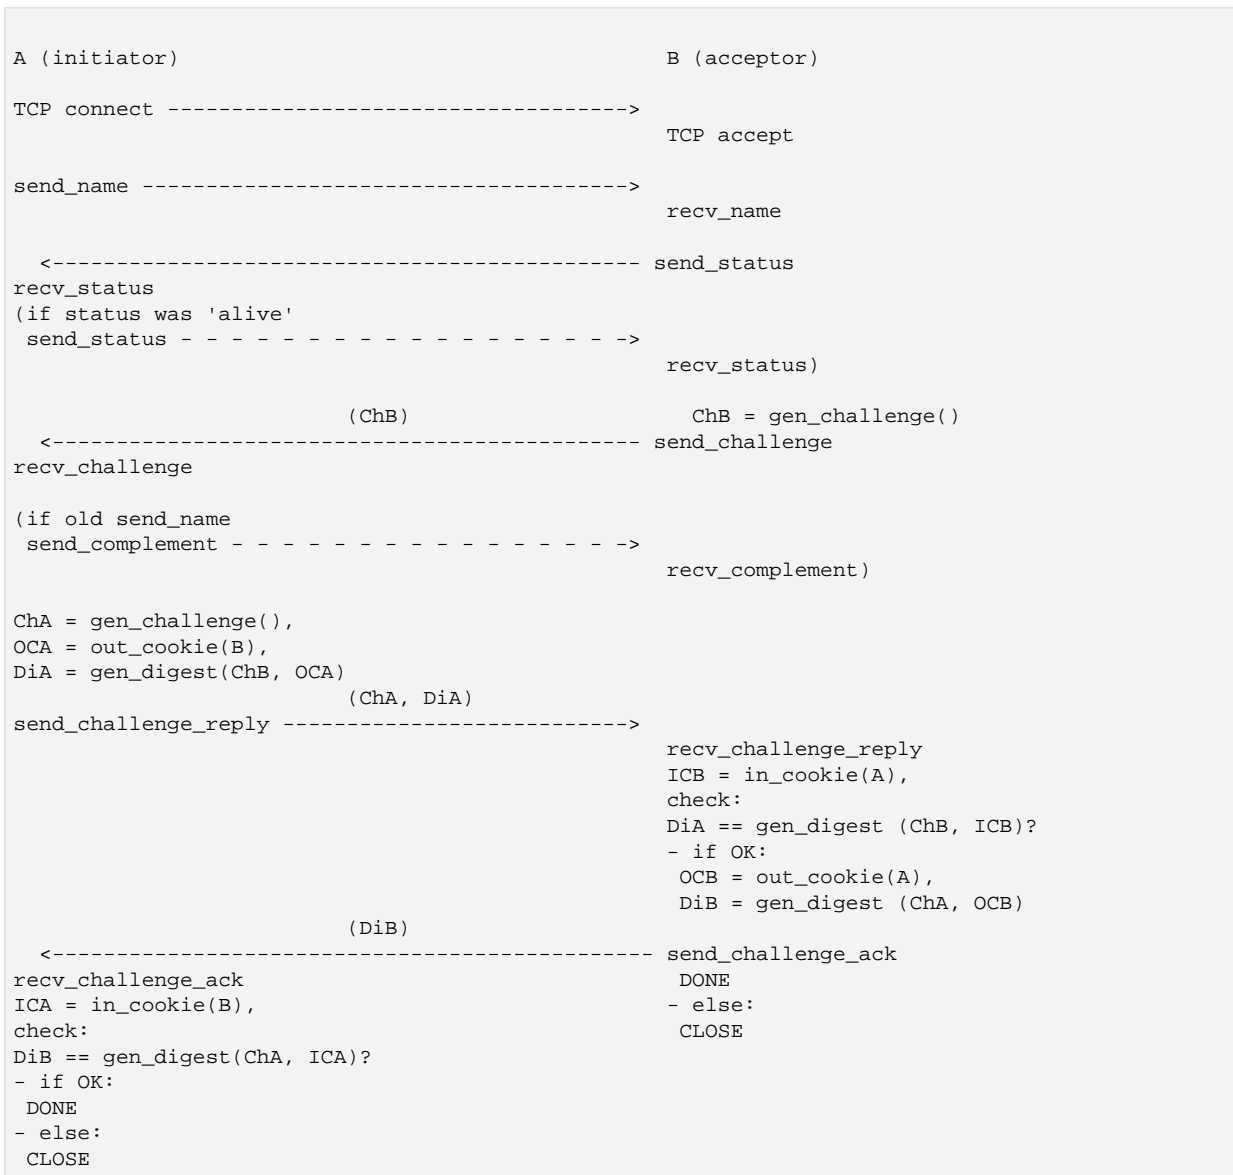 A (initiator)                                      B (acceptor)
TCP connect ------------------------------------>
                                                   TCP accept
send_name -------------------------------------->
                                                   recv_name
  <---------------------------------------------- send_status
recv_status
(if status was 'alive'
 send_status - - - - - - - - - - - - - - - - - ->
                                                   recv_status)
                          (ChB)                      ChB = gen_challenge()
  <---------------------------------------------- send_challenge
recv_challenge
(if old send_name
 send_complement - - - - - - - - - - - - - - - ->
                                                   recv_complement)
ChA = gen_challenge(),
OCA = out_cookie(B),
DiA = gen_digest(ChB, OCA)
                          (ChA, DiA)
send_challenge_reply --------------------------->
                                                   recv_challenge_reply
                                                   ICB = in_cookie(A),
                                                   check:
                                                   DiA == gen_digest (ChB, ICB)?
                                                   - if OK:
                                                    OCB = out_cookie(A),
                                                    DiB = gen_digest (ChA, OCB)
                          (DiB)
  <----------------------------------------------- send_challenge_ack
recv_challenge_ack                                  DONE
ICA = in_cookie(B),                                - else:
check:                                              CLOSE
DiB == gen_digest(ChA, ICA)?
- if OK:
 DONE
- else:
 CLOSE